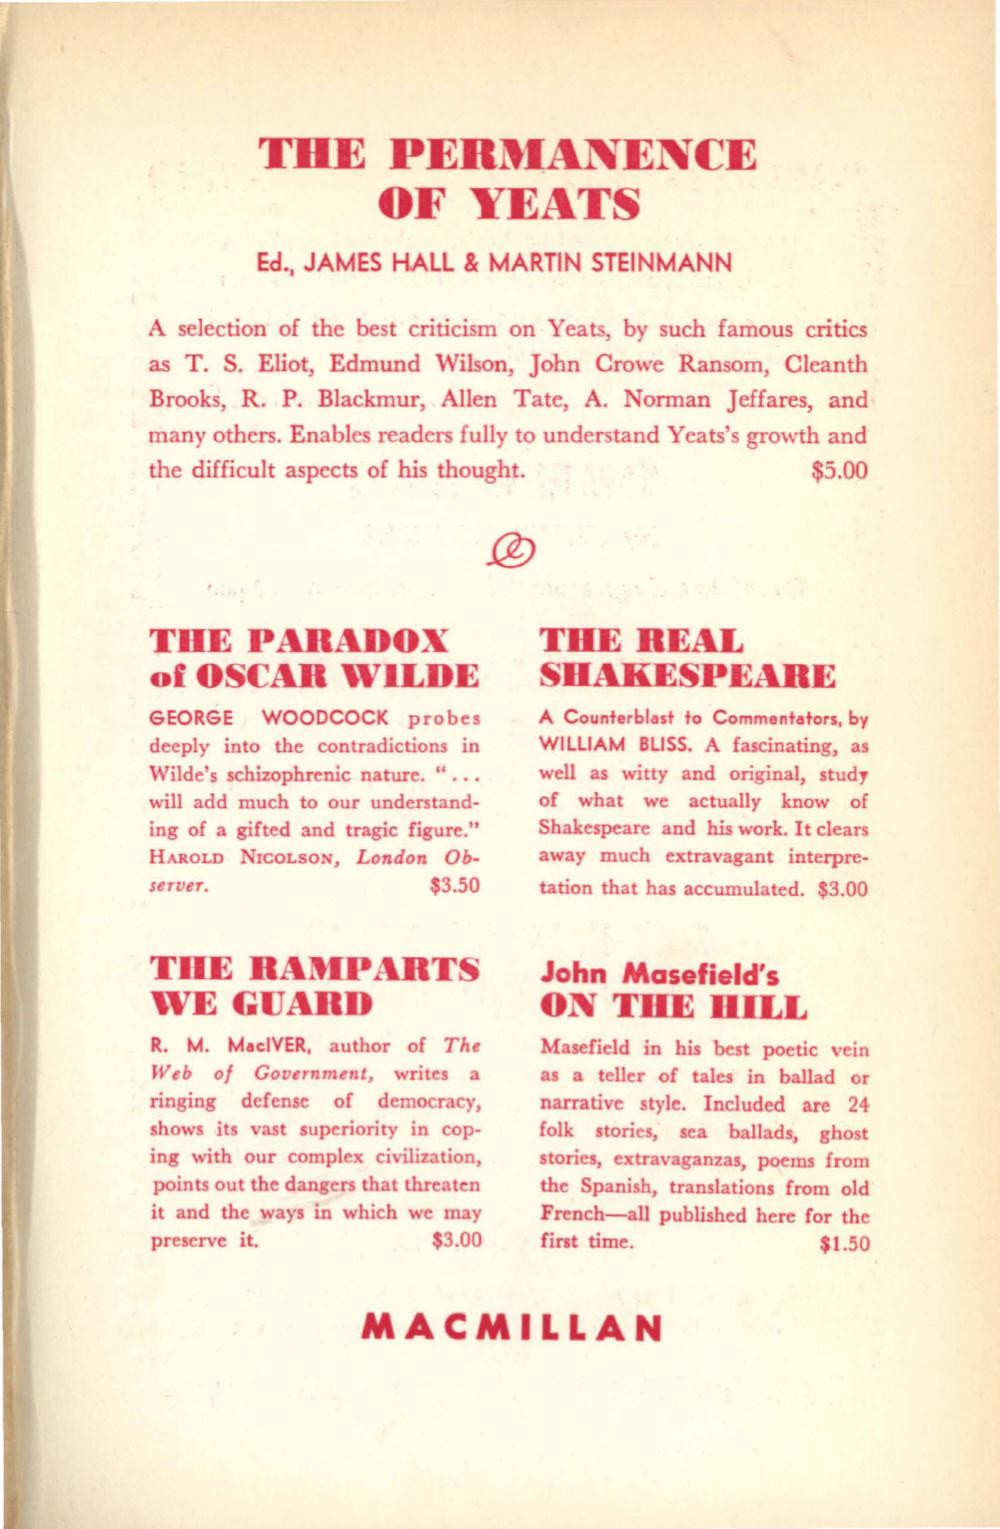 THE PERMANENCE
OF YEATS
Ed., JAMES HALL & MARTIN STEINMANN
A selection of the best criticism on Yeats, by such famous critics
as T. S. Eliot, Edmund Wilson, John Crowe Ransom, Cleanth
Brooks, R. P. Blackmur, Allen Tate, A. Norman Jeffares, and
many others. Enables readers fully to understand Yeats's growth and
the difficult aspects of his thought. $5.00
THE PARADOX
of OSCAR WILDE
GEORGE WOODCOCK probes
deeply into the contradictions in
Wilde's schizophrenic nature. "...
will add much to our understand-
ing of a gifted and tragic figure."
HAROLD NICOLSON, London Ob-
server. $3.50
THE REAL
SHAKESPEARE
A Counterblast to Commentators, by
WILLIAM BLISS. A fascinating, as
well as witty and original, study
of what we actually know of
Shakespeare and his work. It clears
away much extravagant interpre-
tation that has accumulated. $3.00
THE RAMPARTS
WE GUARD
R. M. MacIVER, author of The
Web of Government, writes a
ringing defense of democracy,
shows its vast superiority in cop-
ing with our complex civilization,
points out the dangers that threaten
it and the ways in which we may
preserve it. $3.00
John Masefield's
ON THE HILL
Masefield in his best poetic vein
as a teller of tales in ballad or
narrative style. Included are 24
folk stories, sea ballads, ghost
stories, extravaganzas, poems from
the Spanish, translations from old
French—all published here for the
first time. $1.50
MACMILLAN